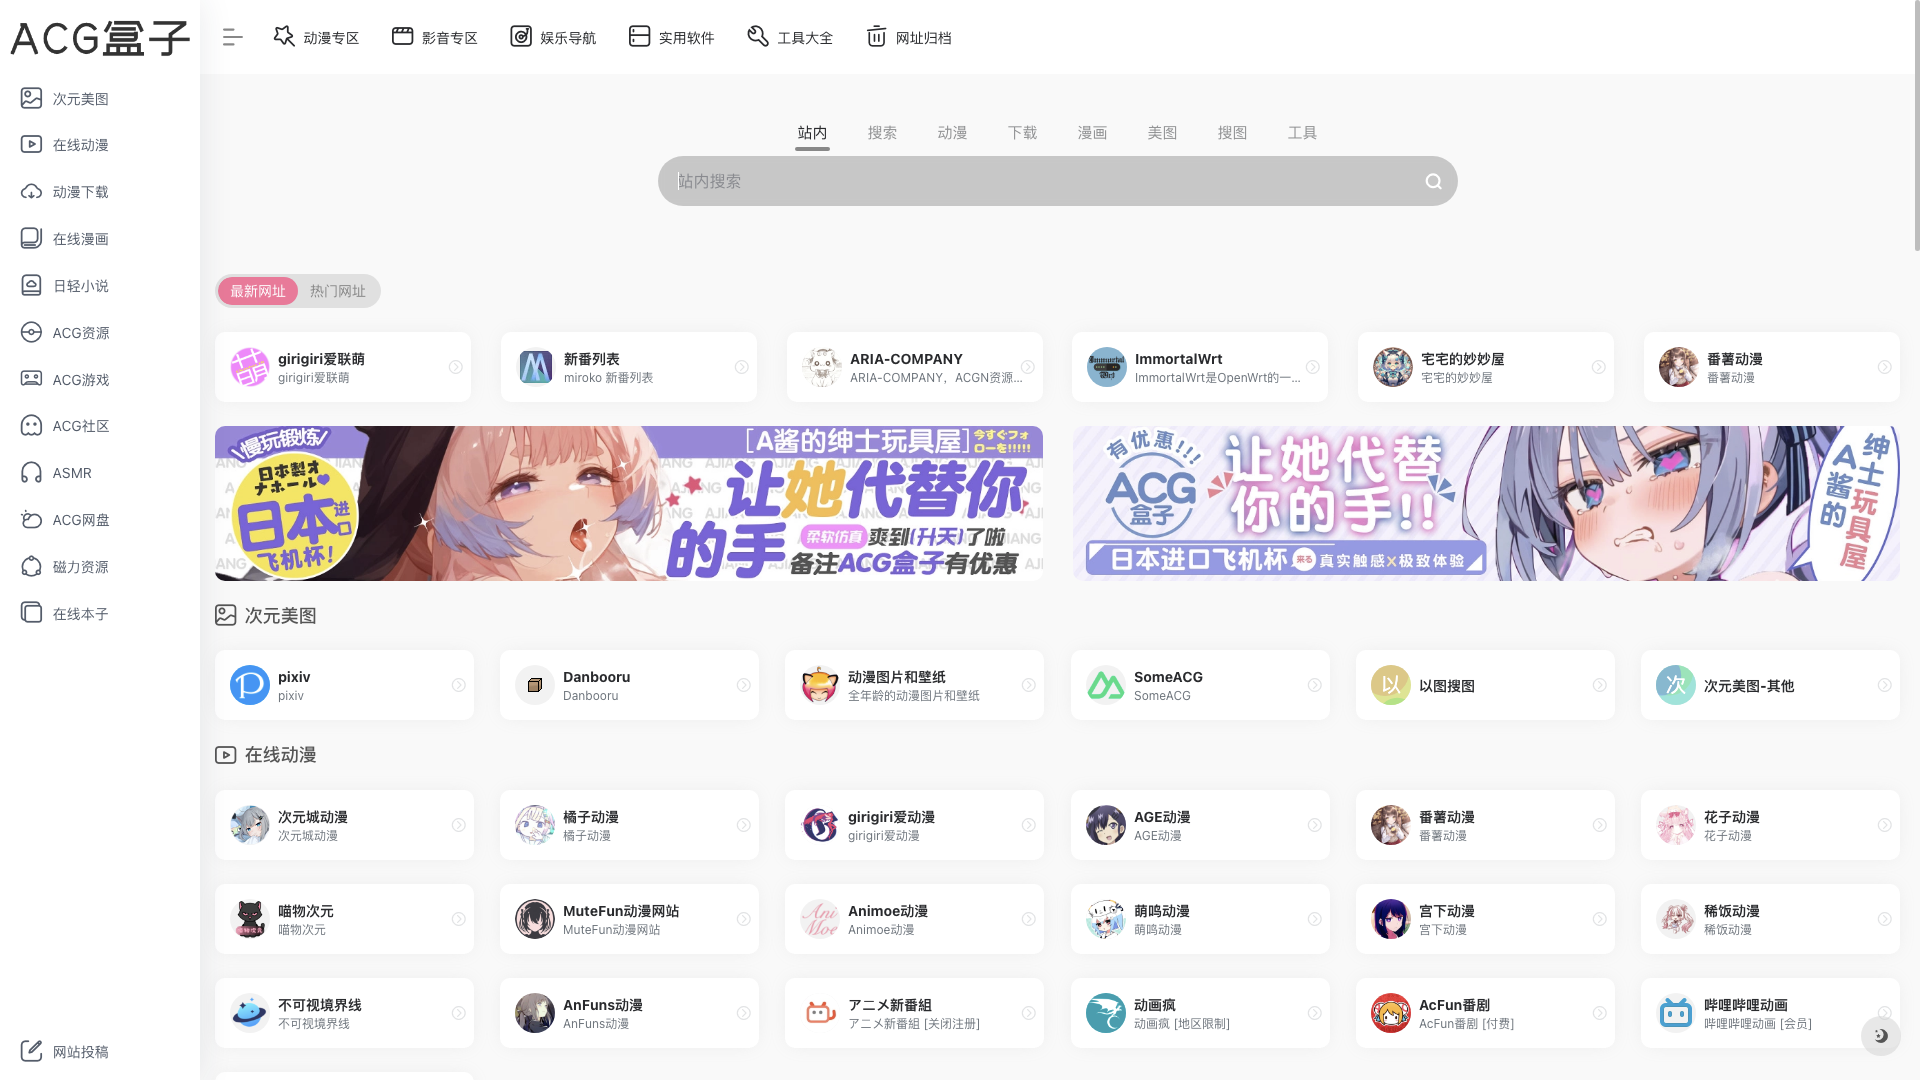 ACG盒子
次元美图
在线动漫
动漫下载
在线漫画
日轻小说
ACG资源
ACG游戏
ACG社区
ASMR
ACG网盘
磁力资源
在线本子
网站投稿
动漫专区
影音专区
娱乐导航
实用软件
工具大全
网址归档
站内
搜索
动漫
下载
漫画
美图
搜图
工具
站内搜索
最新网址
热门网址
girigiri爱联萌
girigiri爱联萌
新番列表
miroko 新番列表
ARIA-COMPANY
ARIA-COMPANY，ACGN资源...
ImmortalWrt
ImmortalWrt是OpenWrt的一...
宅宅的妙妙屋
宅宅的妙妙屋
番薯动漫
番薯动漫
慢玩锻炼
日本製オ
ナホール
日本进口
飞机杯!
[A酱的绅士玩具屋]
今すぐフォ
ローを!!!!!
让她代替你
的手
柔软仿真
爽到(升天)了啦
备注ACG盒子有优惠
有优惠!!!
ACG
盒子
让她代替
你的手!!
日本进口飞机杯
来る
真实触感x极致体验
绅士玩具屋
A酱的
次元美图
pixiv
pixiv
Danbooru
Danbooru
动漫图片和壁纸
全年龄的动漫图片和壁纸
SomeACG
SomeACG
以
以图搜图
次
次元美图-其他
在线动漫
次元城动漫
次元城动漫
橘子动漫
橘子动漫
girigiri爱动漫
girigiri爱动漫
AGE动漫
AGE动漫
番薯动漫
番薯动漫
花子动漫
花子动漫
喵物次元
喵物次元
MuteFun动漫网站
MuteFun动漫网站
Ani
Moe
Animoe动漫
Animoe动漫
萌鸣动漫
萌鸣动漫
宫下动漫
宫下动漫
稀饭动漫
稀饭动漫
不可视境界线
不可视境界线
AnFuns动漫
AnFuns动漫
アニメ新番組
アニメ新番組 [关闭注册]
动画疯
动画疯 [地区限制]
AcFun番剧
AcFun番剧 [付费]
哔哩哔哩动画
哔哩哔哩动画 [会员]